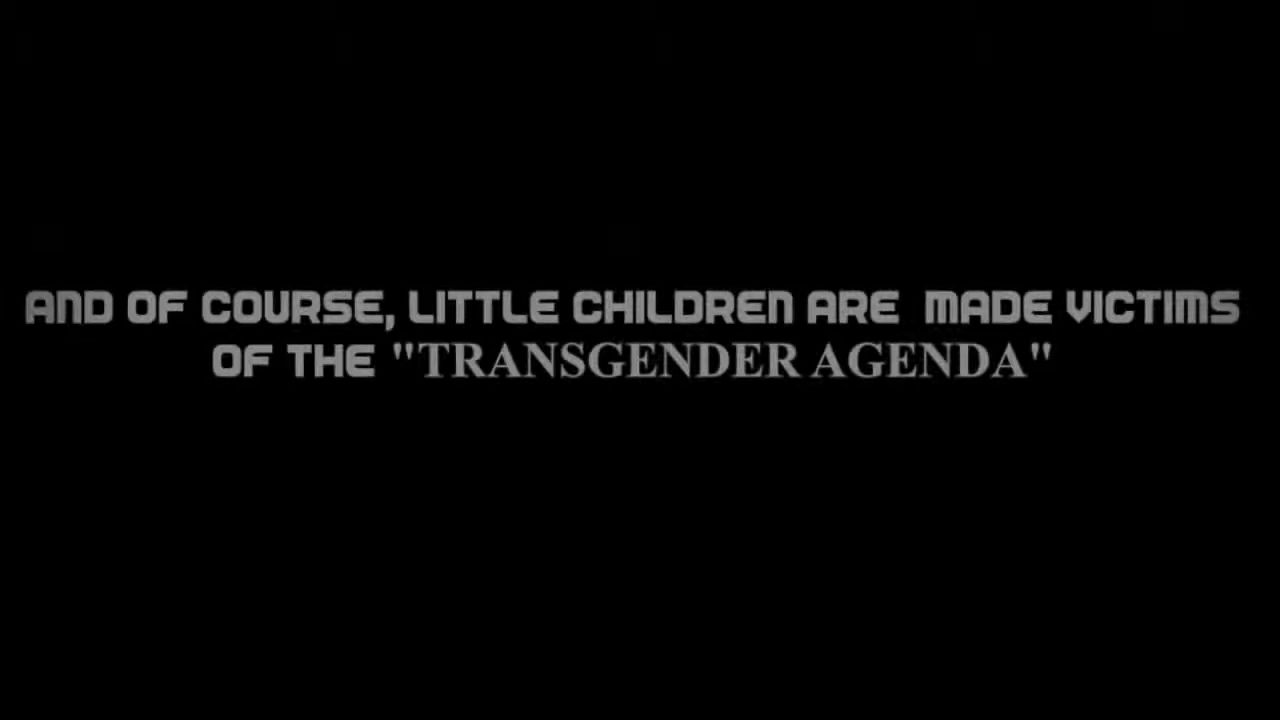 AND OF COURSE, LITTLE CHILDREN ARE  MADE VICTIMS
OF THE "TRANSGENDER AGENDA"